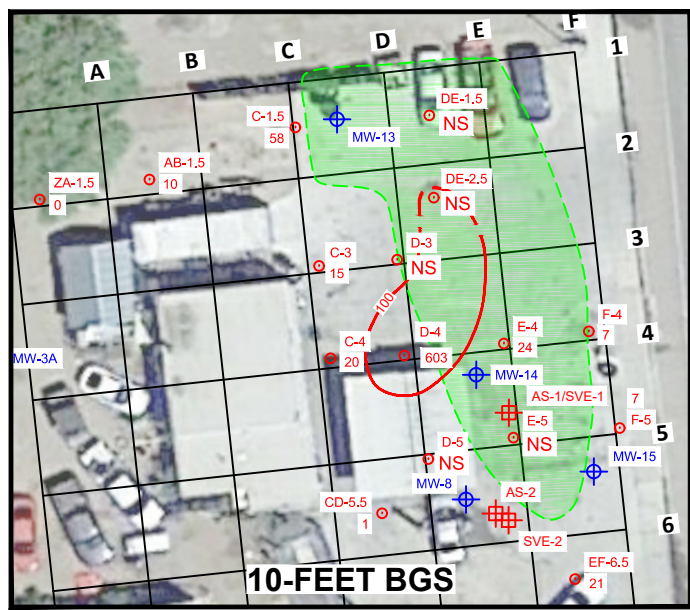 F
E
D
C
B
A
1
DE-1.5
NS
C-1.5
58
MW-13
2
AB-1.5
10
ZA-1.5
0
DE-2.5
NS
3
D-3
NS
C-3
15
100
F-4
7
4
E-4
24
D-4
603
C-4
20
MW-3A
MW-14
AS-1/SVE-1
7
F-5
E-5
NS
5
D-5
NS
MW-15
MW-8
AS-2
CD-5.5
1
SVE-2
6
EF-6.5
21
10-FEET BGS